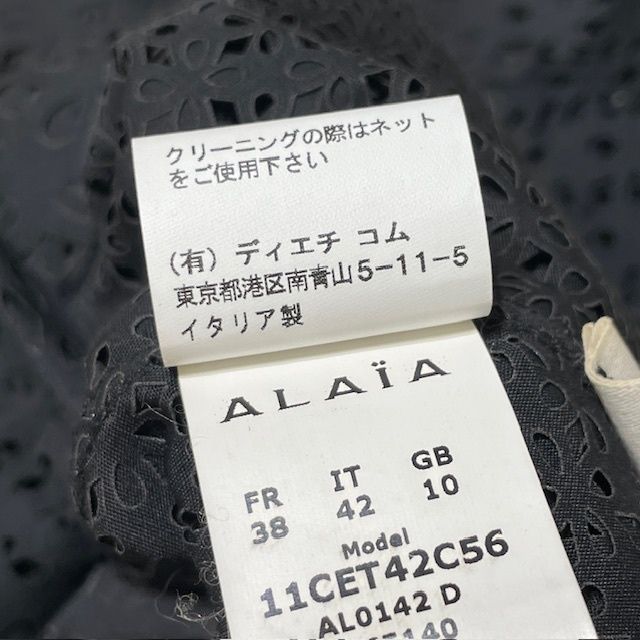 クリーニングの際はネット
をご使用下さい
(有) ディエチ コム
東京都港区南青山5-11-5
イタリア製
ALAÏA
FR IT GB
38 42 10
Model
11CET42C56
AL0142 D